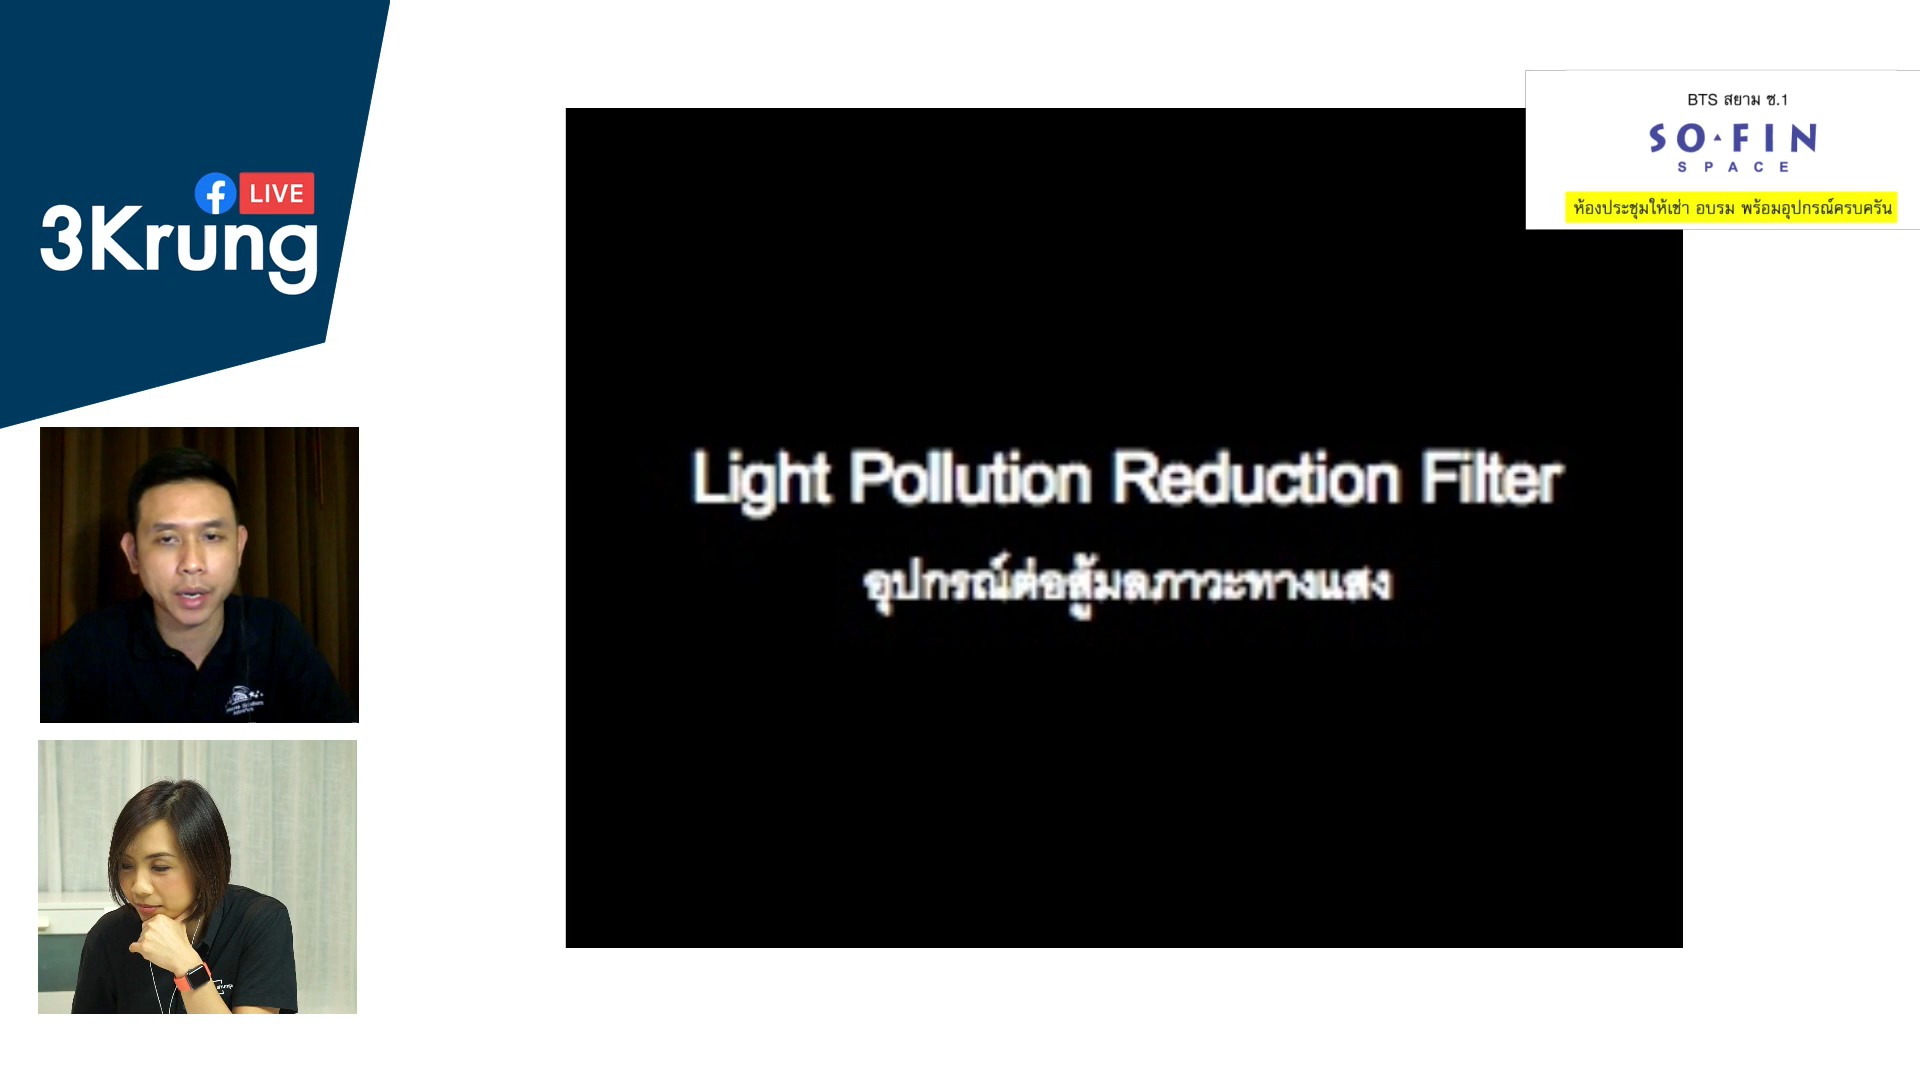 LIVE
3Krung
BTS สยาม ซ.1
SO·FIN
SPACE
ห้องประชุมให้เช่า อบรม พร้อมอุปกรณ์ครบครัน
Light Pollution Reduction Filter
อุปกรณ์ต่อสู้มลภาวะทางแสง